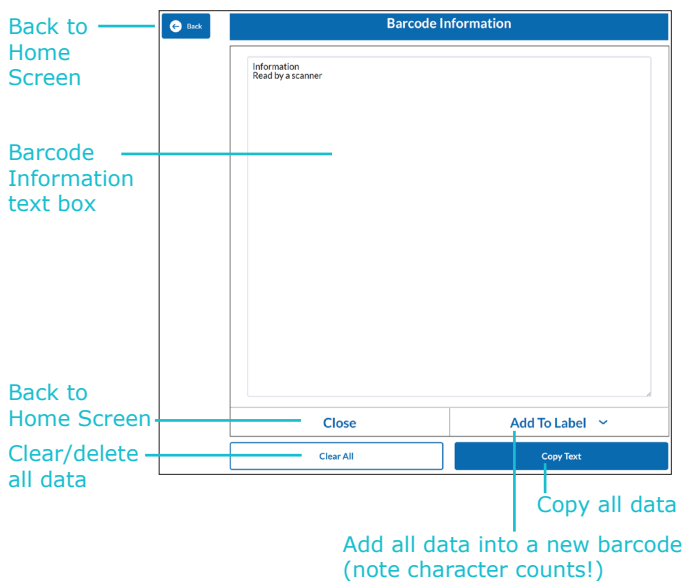 Back to
Home
Screen
Back
Barcode Information
Information
Read by a scanner
Barcode
Information
text box
Back to
Home Screen
Close
Add To Label
Clear/delete
all data
Clear All
Copy Text
Copy all data
Add all data into a new barcode
(note character counts!)